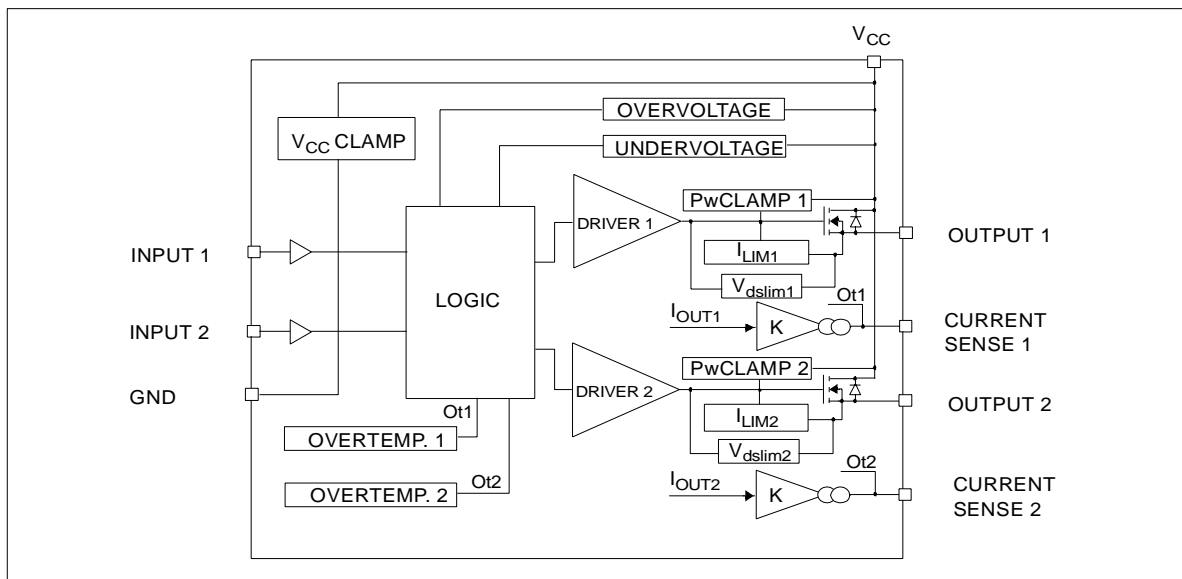 VCC
OVERVOLTAGE
VCC CLAMP
UNDERVOLTAGE
PwCLAMP 1
DRIVER 1
OUTPUT 1
INPUT 1
ILIM1
LOGIC
Vdslim1
Ot1
IOUT1
K
INPUT 2
CURRENT
SENSE 1
PwCLAMP 2
DRIVER 2
GND
OUTPUT 2
Ot1
ILIM2
OVERTEMP. 1
Vdslim2
Ot2
Ot2
IOUT2
K
OVERTEMP. 2
CURRENT
SENSE 2